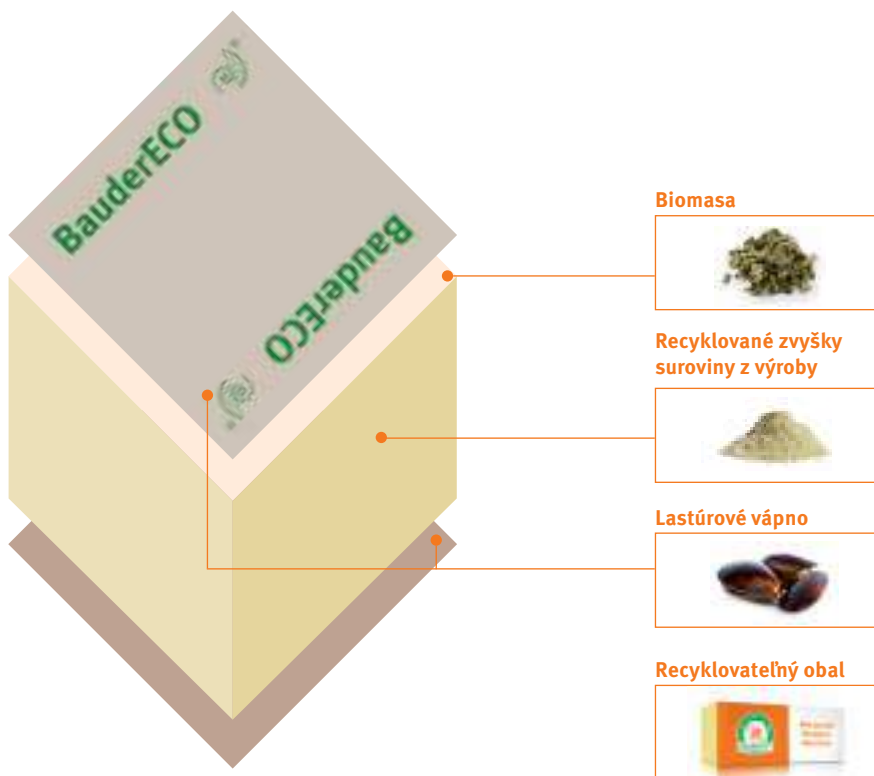 BauderECO
BauderECO
Biomasa
Recyklované zvyšky
suroviny z výroby
Lastúrové vápno
Recyklovateľný obal